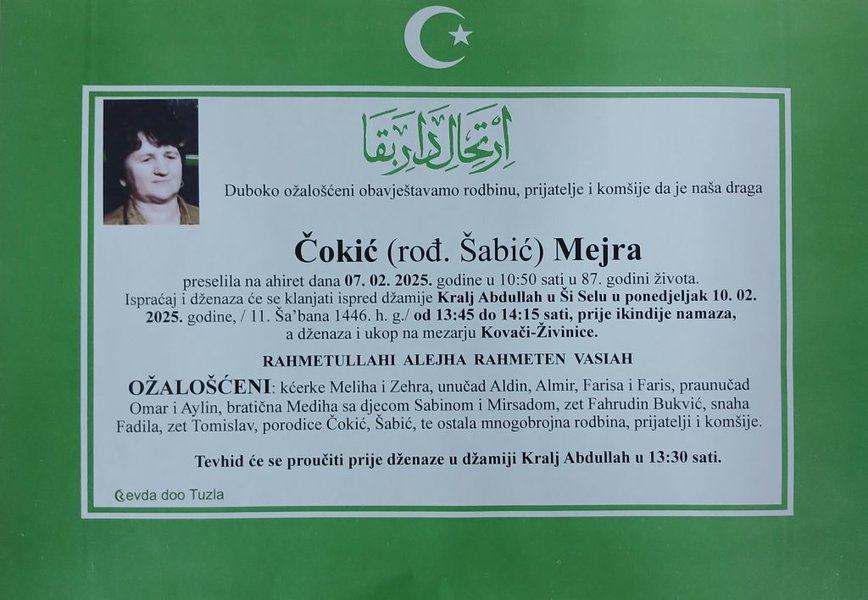 اِرْتِحَالِ دَارِ بَقَا
Duboko ožalošćeni obavještavamo rodbinu, prijatelje i komšije da je naša draga
Čokić (rođ. Šabić) Mejra
preselila na ahiret dana 07. 02. 2025. godine u 10:50 sati u 87. godini života.
Ispraćaj i dženaza će se klanjati ispred džamije Kralj Abdullah u Ši Selu u ponedjeljak 10. 02.
2025. godine, / 11. Ša'bana 1446. h. g./ od 13:45 do 14:15 sati, prije ikindije namaza,
a dženaza i ukop na mezarju Kovači-Živinice.
RAHMETULLAHI ALEJHA RAHMETEN VASIAH
OŽALOŠĆENI: kćerke Meliha i Zehra, unučad Aldin, Almir, Farisa i Faris, praunučad
Omar i Aylin, bratična Mediha sa djecom Sabinom i Mirsadom, zet Fahrudin Bukvić, snaha
Fadila, zet Tomislav, porodice Čokić, Šabić, te ostala mnogobrojna rodbina, prijatelji i komšije.
Tevhid će se proučiti prije dženaze u džamiji Kralj Abdullah u 13:30 sati.
Revda doo Tuzla